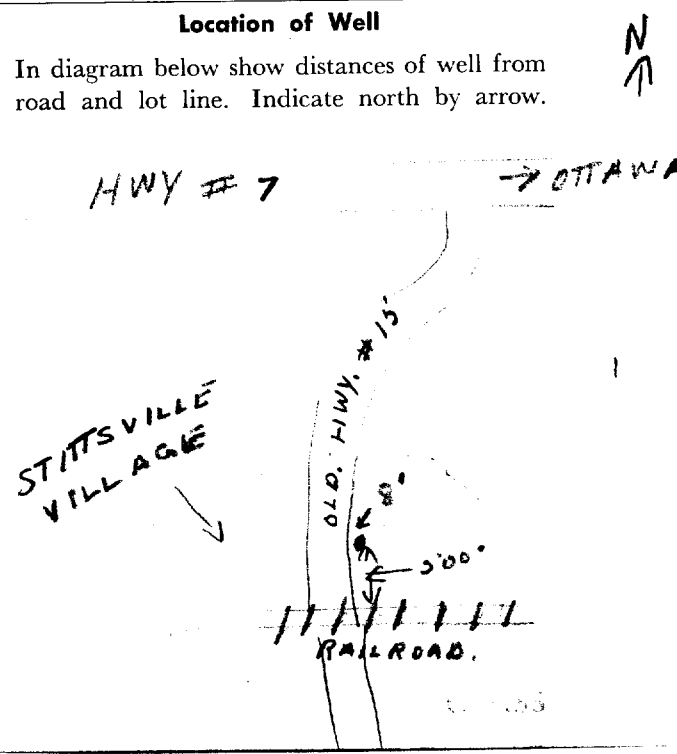 Location of Well
N
In diagram below show distances of well from
road and lot line. Indicate north by arrow.
HWY # 7
→ OTTAWA
OLD. HWY. # 15
STITTSVILLE
VILLAGE
8'
RAILROAD.